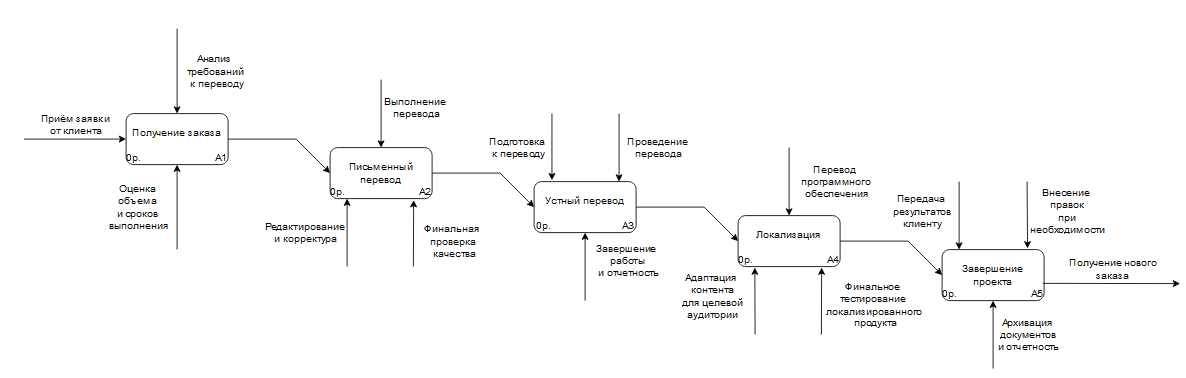 Анализ
требований
к переводу
Приём заявки
от клиента
Получение заказа
0р.
A1
Оценка
объема
и сроков
выполнения
Выполнение
перевода
Письменный
перевод
0р.
A2
Редактирование
и корректура
Финальная
проверка
качества
Подготовка
к переводу
Проведение
перевода
Устный перевод
0р.
A3
Завершение
работы
и отчетность
Перевод
программного
обеспечения
Локализация
0р.
A4
Адаптация
контента
для целевой
аудитории
Финальное
тестирование
локализированного
продукта
Передача
результатов
клиенту
Внесение
правок
при
необходимости
Завершение
проекта
0р.
A5
Получение нового
заказа
Архивация
документов
и отчетность